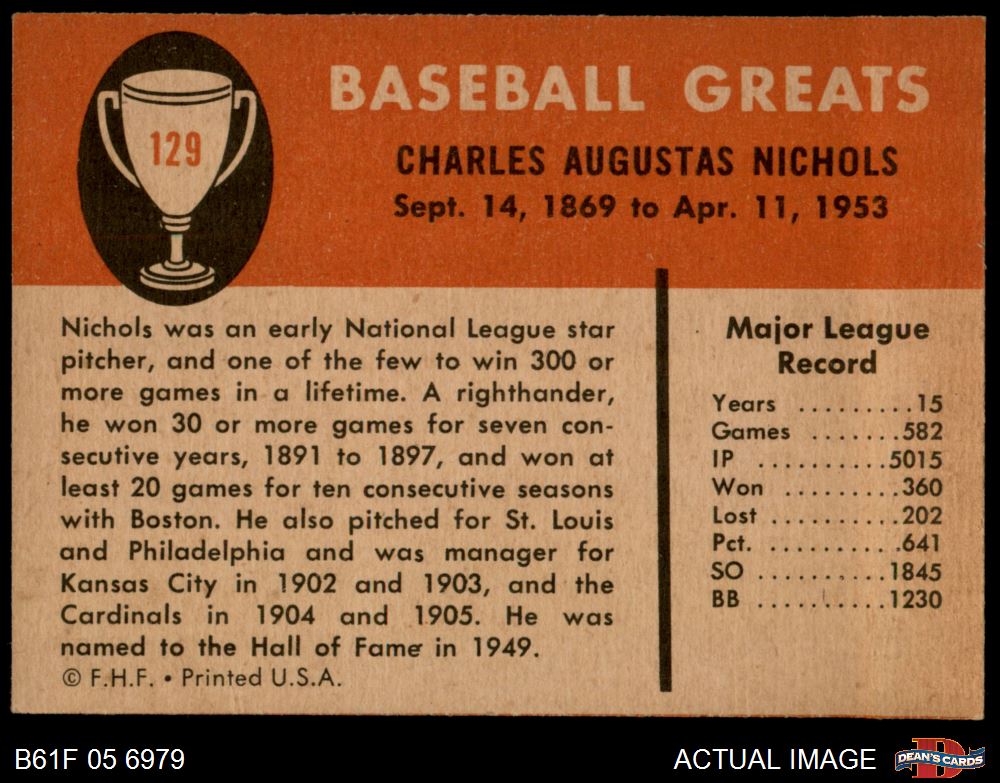 129
BASEBALL GREATS
CHARLES AUGUSTAS NICHOLS
Sept. 14, 1869 to Apr. 11, 1953
Nichols was an early National League star
pitcher, and one of the few to win 300 or
more games in a lifetime. A righthander,
he won 30 or more games for seven con-
secutive years, 1891 to 1897, and won at
least 20 games for ten consecutive seasons
with Boston. He also pitched for St. Louis
and Philadelphia and was manager for
Kansas City in 1902 and 1903, and the
Cardinals in 1904 and 1905. He was
named to the Hall of Fame in 1949.
© F.H.F. • Printed U.S.A.
Major League
Record
Years .........15
Games .......582
IP ..........5015
Won .........360
Lost ..........202
Pct. ..........641
SO ..........1845
BB ..........1230
B61F 05 6979
ACTUAL IMAGE
D
DEAN'S CARDS